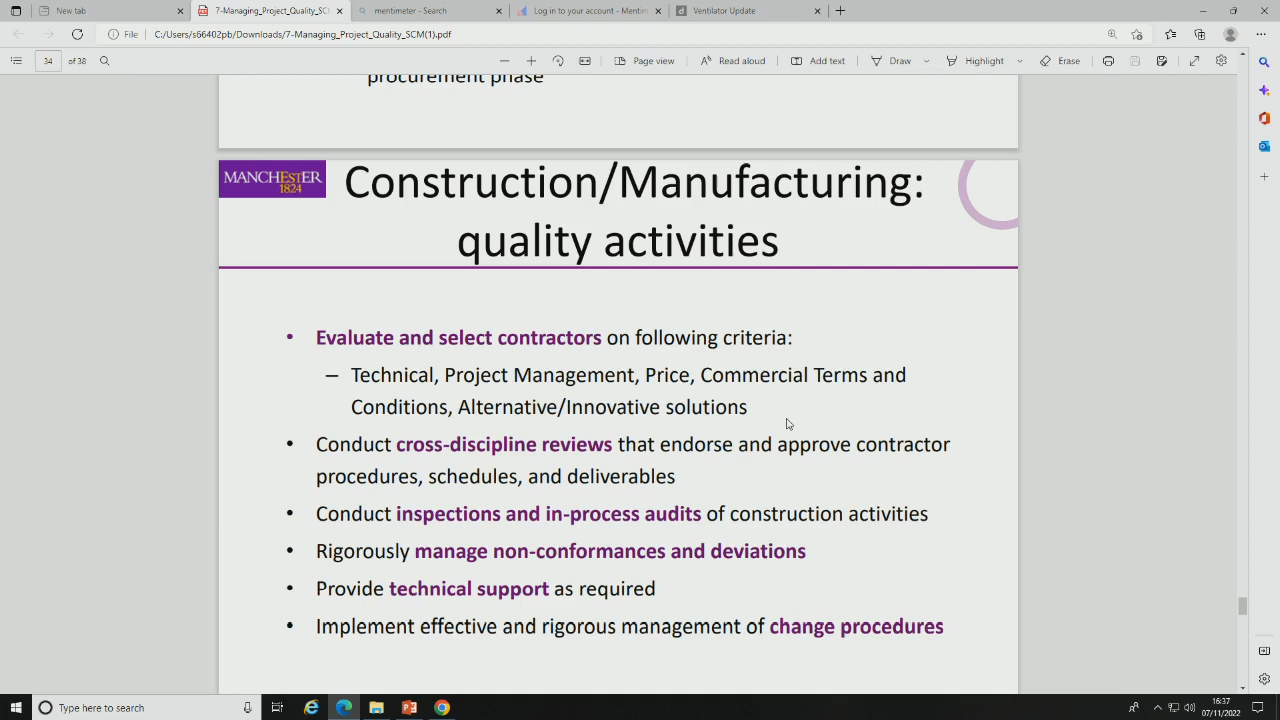 New tab
7-Managing_Project_Quality_SC
mentimeter - Search
Log in to your account - Mentim
Ventilator Update
File
C:/Users/s66402pb/Downloads/7-Managing_Project_Quality_SCM(1).pdf
34
of 38
Page view
Read aloud
Add text
Draw
Highlight
Erase
procurement phase
MANCHESTER
1824
Construction/Manufacturing:
quality activities
• Evaluate and select contractors on following criteria:
– Technical, Project Management, Price, Commercial Terms and
Conditions, Alternative/Innovative solutions
• Conduct cross-discipline reviews that endorse and approve contractor
procedures, schedules, and deliverables
• Conduct inspections and in-process audits of construction activities
• Rigorously manage non-conformances and deviations
• Provide technical support as required
• Implement effective and rigorous management of change procedures
Type here to search
16:37
07/11/2022